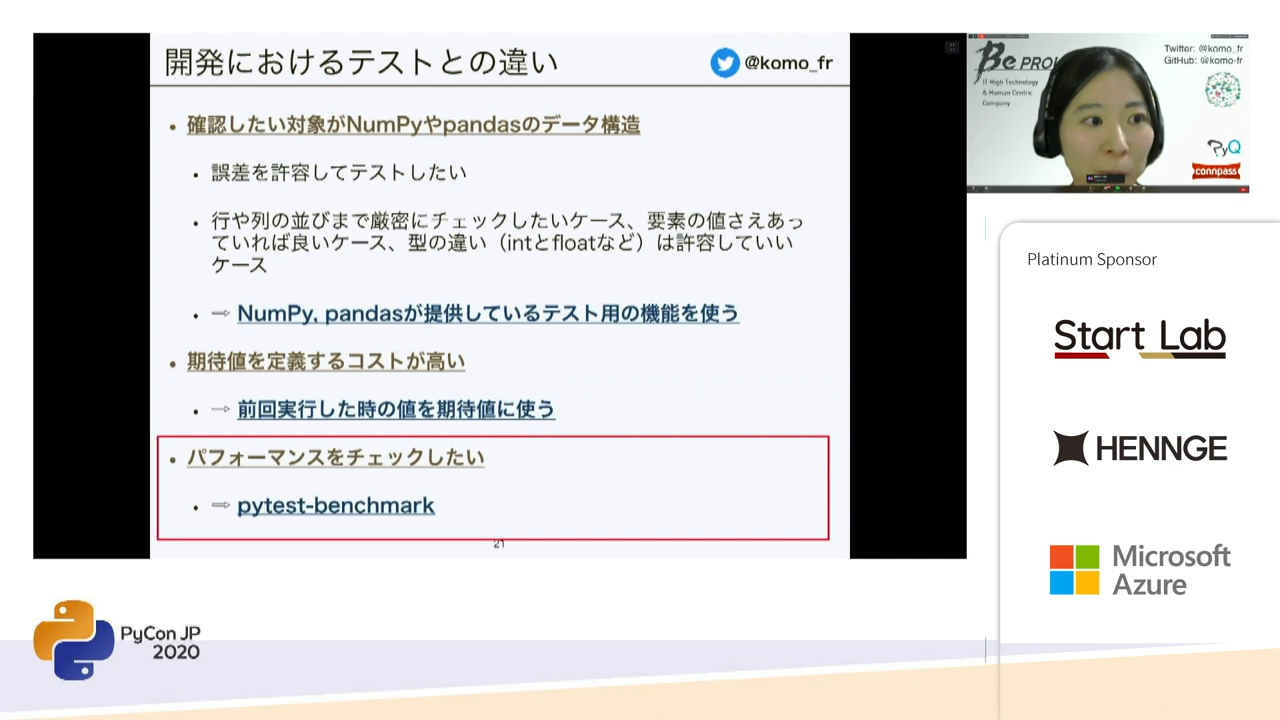 開発におけるテストとの違い
@komo_fr
• 確認したい対象がNumPyやpandasのデータ構造
• 誤差を許容してテストしたい
• 行や列の並びまで厳密にチェックしたいケース、要素の値さえあっ
ていれば良いケース、型の違い（intとfloatなど）は許容していい
ケース
• ⇒ NumPy, pandasが提供しているテスト用の機能を使う
• 期待値を定義するコストが高い
• ⇒ 前回実行した時の値を期待値に使う
• パフォーマンスをチェックしたい
• ⇒ pytest-benchmark
21
Be PROU
IT High Technology
& Human Centric
Company
Twitter: @komo_fr
GitHub: @komo-fr
PyQ
connpass
Platinum Sponsor
Start Lab
HENNGE
Microsoft
Azure
PyCon JP
2020